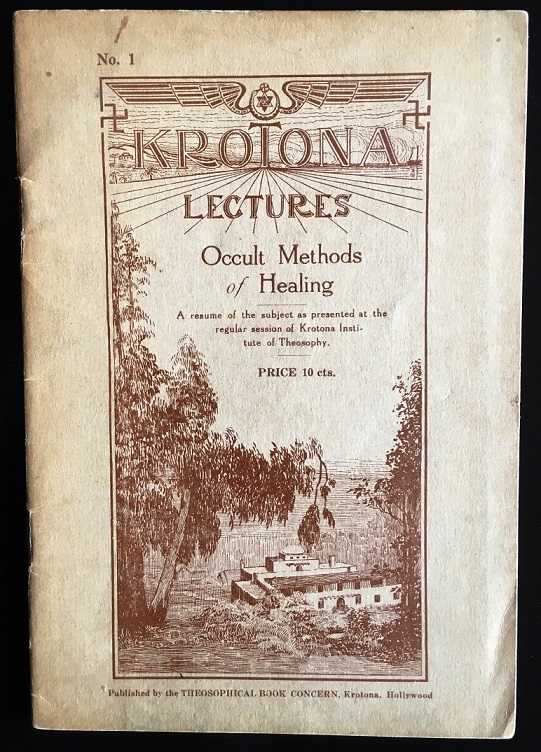 No. 1
KROTONA
LECTURES
Occult Methods
of Healing
A resume of the subject as presented at the
regular session of Krotona Insti-
tute of Theosophy.
PRICE 10 cts.
Published by the THEOSOPHICAL BOOK CONCERN, Krotona, Hollywood